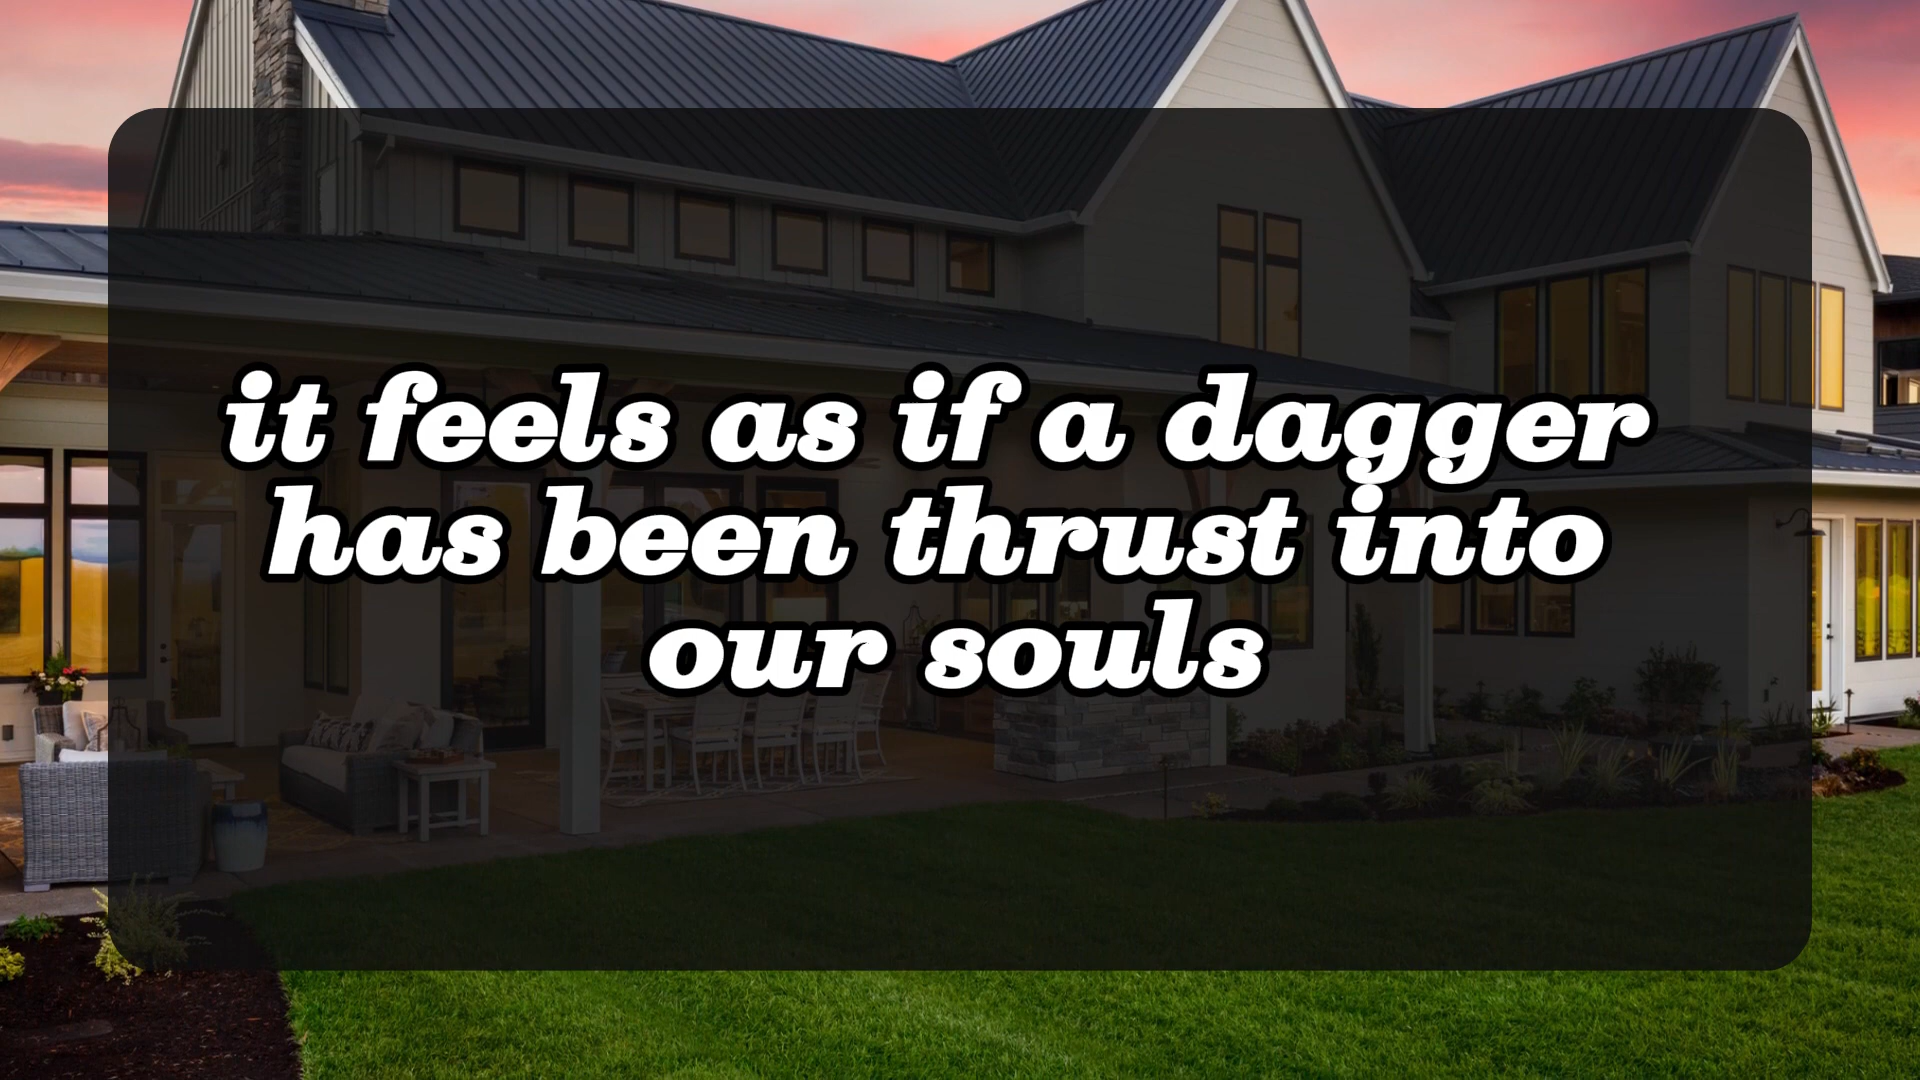 it feels as if a dagger
has been thrust into
our souls